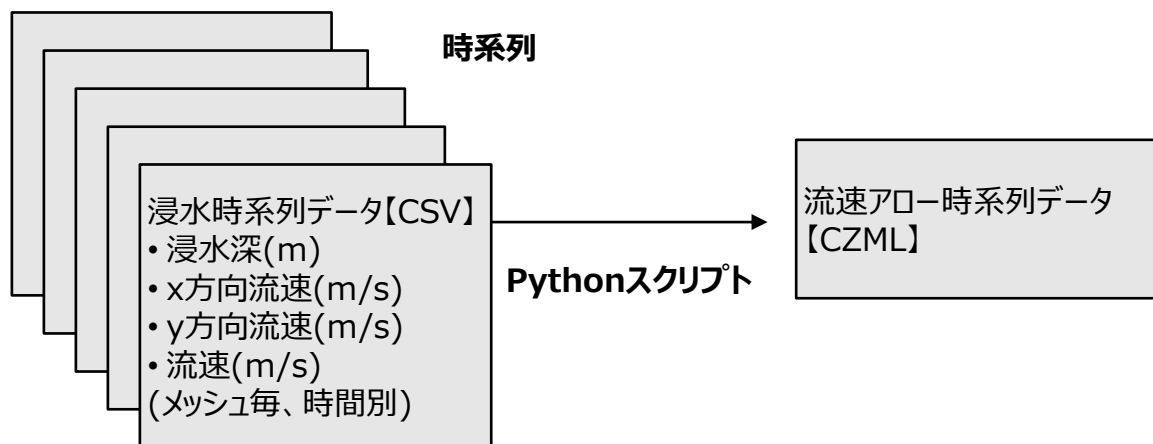 時系列
浸水時系列データ【CSV】
• 浸水深(m)
• x方向流速(m/s)
• y方向流速(m/s)
• 流速(m/s)
(メッシュ毎、時間別)
Pythonスクリプト
流速アロー時系列データ
【CZML】